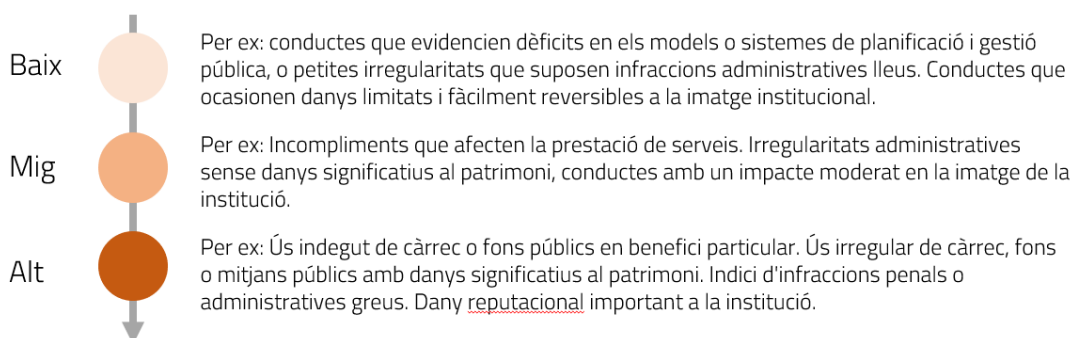 Baix
Per ex: conductes que evidencien dèficits en els models o sistemes de planificació i gestió
pública, o petites irregularitats que suposen infraccions administratives lleus. Conductes que
ocasionen danys limitats i fàcilment reversibles a la imatge institucional.
Mig
Per ex: Incompliments que afecten la prestació de serveis. Irregularitats administratives
sense danys significatius al patrimoni, conductes amb un impacte moderat en la imatge de la
institució.
Alt
Per ex: Ús indegut de càrrec o fons públics en benefici particular. Ús irregular de càrrec, fons
o mitjans públics amb danys significatius al patrimoni. Indici d'infraccions penals o
administratives greus. Dany reputacional important a la institució.